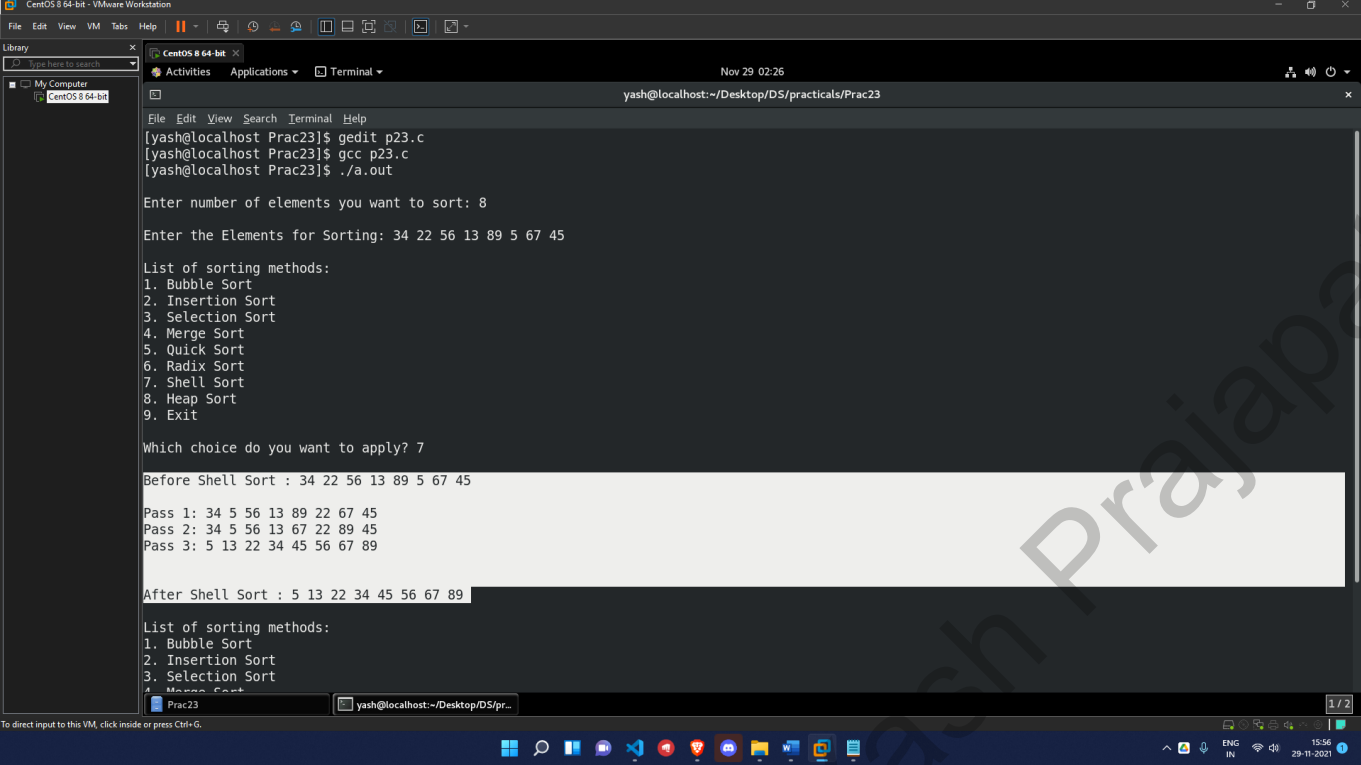 CentOS 8 64-bit - VMware Workstation
File Edit View VM Tabs Help
Library
Type here to search
My Computer
CentOS 8 64-bit
CentOS 8 64-bit
Activities Applications Terminal Nov 29 02:26
yash@localhost:~/Desktop/DS/practicals/Prac23
File Edit View Search Terminal Help
[yash@localhost Prac23]$ gedit p23.c
[yash@localhost Prac23]$ gcc p23.c
[yash@localhost Prac23]$ ./a.out
Enter number of elements you want to sort: 8
Enter the Elements for Sorting: 34 22 56 13 89 5 67 45
List of sorting methods:
1. Bubble Sort
2. Insertion Sort
3. Selection Sort
4. Merge Sort
5. Quick Sort
6. Radix Sort
7. Shell Sort
8. Heap Sort
9. Exit
Which choice do you want to apply? 7
Before Shell Sort : 34 22 56 13 89 5 67 45
Pass 1: 34 5 56 13 89 22 67 45
Pass 2: 34 5 56 13 67 22 89 45
Pass 3: 5 13 22 34 45 56 67 89
After Shell Sort : 5 13 22 34 45 56 67 89
List of sorting methods:
1. Bubble Sort
2. Insertion Sort
3. Selection Sort
4. Merge Sort
Prac23
yash@localhost:~/Desktop/DS/pr...
1 / 2
To direct input to this VM, click inside or press Ctrl+G.
ENG
IN
15:56
29-11-2021
1